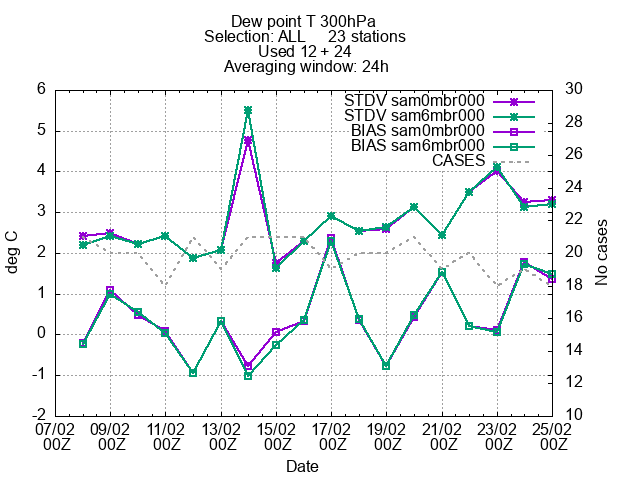 Dew point T 300hPa
Selection: ALL 23 stations
Used 12 + 24
Averaging window: 24h
STDV sam0mbr000
STDV sam6mbr000
BIAS sam0mbr000
BIAS sam6mbr000
CASES
6
5
4
3
2
1
0
-1
-2
deg C
30
28
26
24
22
20
18
16
14
12
10
No cases
07/02 09/02 11/02 13/02 15/02 17/02 19/02 21/02 23/02 25/02
00Z 00Z 00Z 00Z 00Z 00Z 00Z 00Z 00Z 00Z
Date